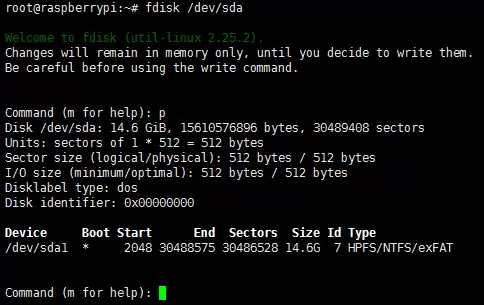 root@raspberrypi:~# fdisk /dev/sda
Welcome to fdisk (util-linux 2.25.2).
Changes will remain in memory only, until you decide to write them.
Be careful before using the write command.
Command (m for help): p
Disk /dev/sda: 14.6 GiB, 15610576896 bytes, 30489408 sectors
Units: sectors of 1 * 512 = 512 bytes
Sector size (logical/physical): 512 bytes / 512 bytes
I/O size (minimum/optimal): 512 bytes / 512 bytes
Disklabel type: dos
Disk identifier: 0x00000000
Device     Boot Start      End  Sectors  Size Id Type
/dev/sda1  *     2048 30488575 30486528 14.6G  7 HPFS/NTFS/exFAT
Command (m for help):